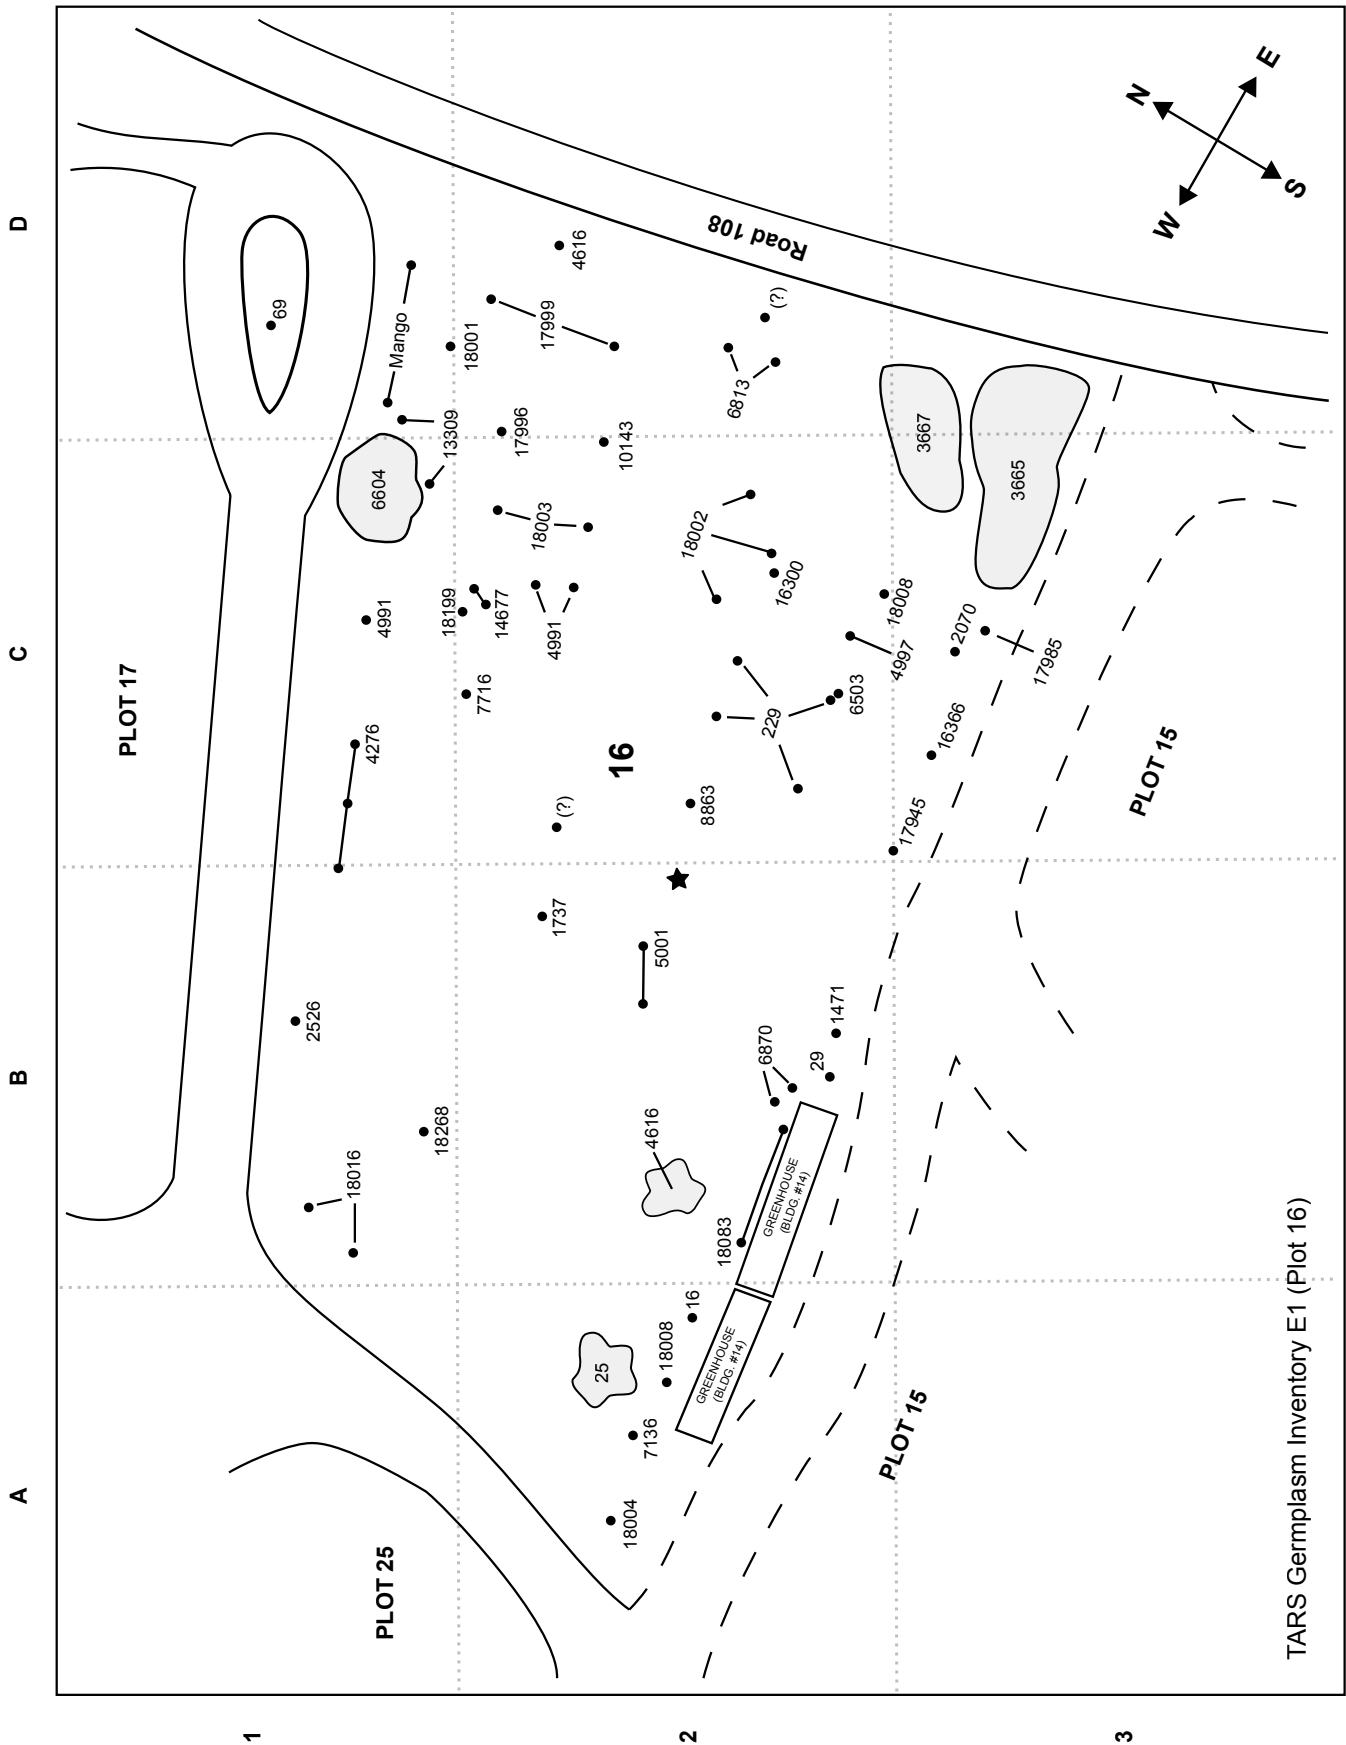 D
C
B
A
1
2
3
N
E
S
W
Road 108
69
4616
Mango
17999
18001
(?)
6813
13309
17996
10143
3667
3665
6604
18003
18002
16300
4991
18199
14677
4991
18008
2070
4997
17985
PLOT 17
7716
6503
229
4276
16
16366
PLOT 15
(?)
8863
17945
1737
5001
2526
1471
6870
29
18268
4616
18016
GREENHOUSE
(BLDG. #14)
18083
16
GREENHOUSE
(BLDG. #14)
18008
25
7136
PLOT 15
18004
PLOT 25
TARS Germplasm Inventory E1 (Plot 16)